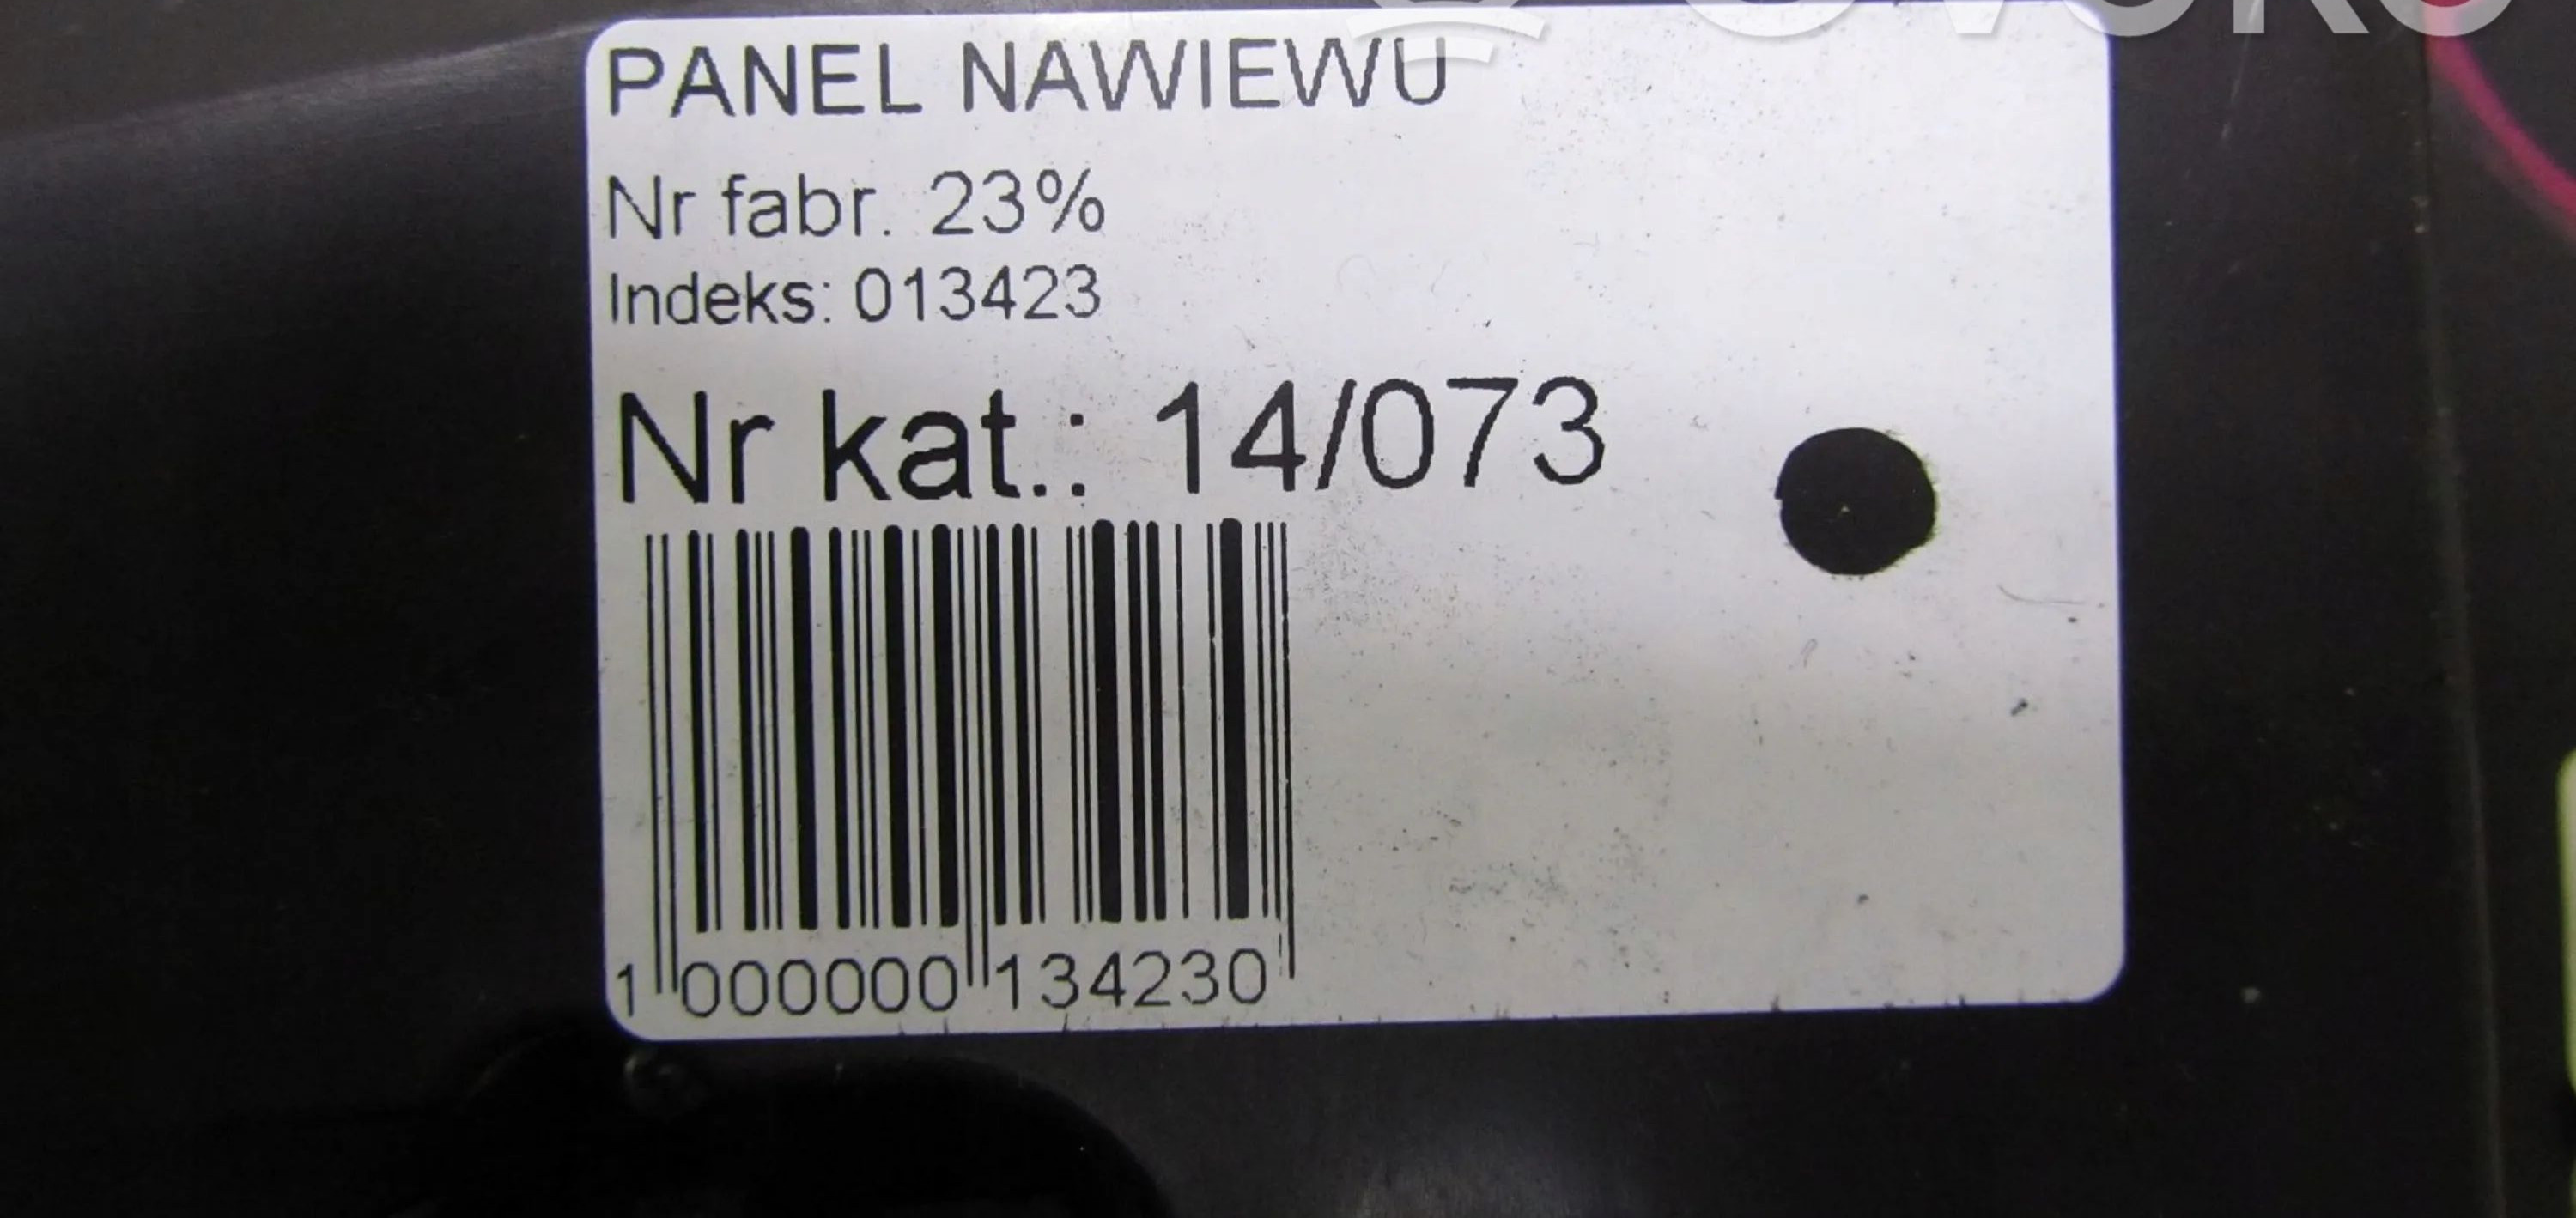 PANEL NAWIEWU
Nr fabr. 23%
Indeks: 013423
Nr kat.: 14/073
1 000000 134230